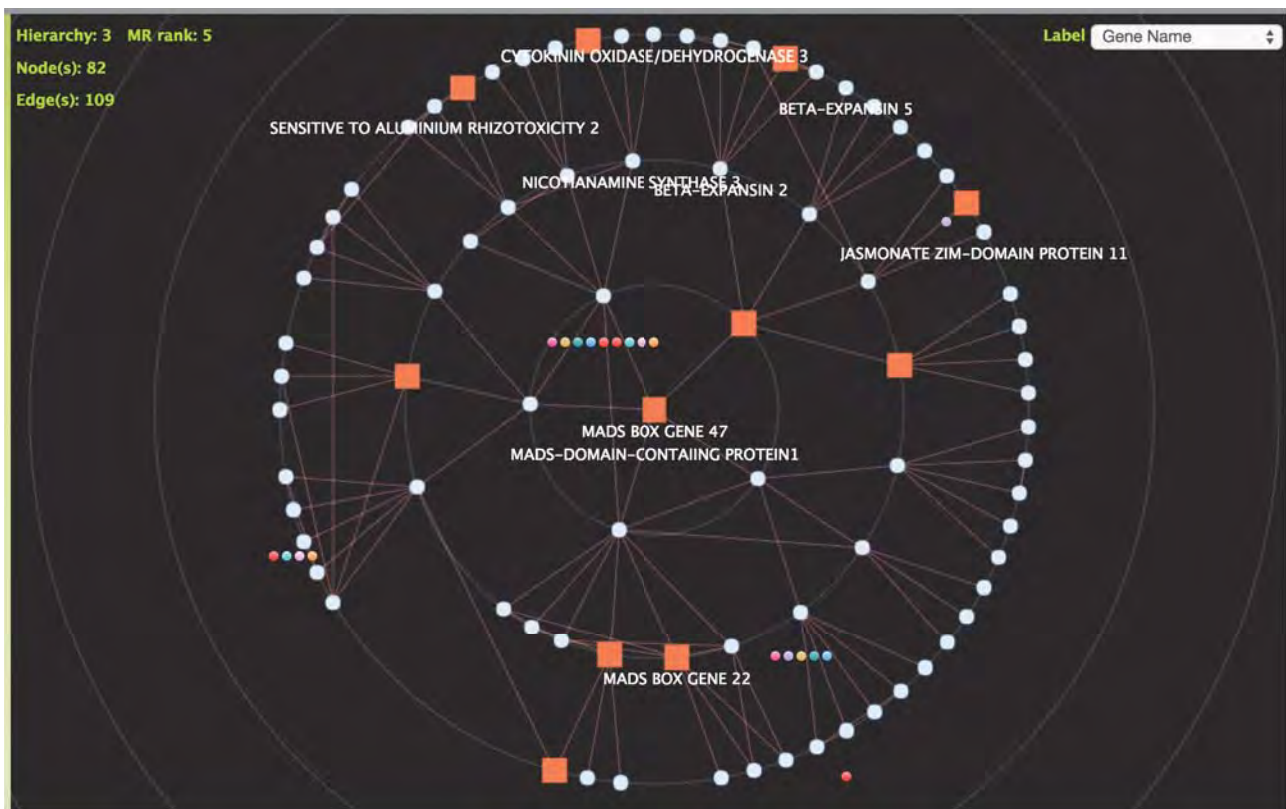 Hierarchy: 3 MR rank: 5
Label Gene Name
Node(s): 82
Edge(s): 109
CYTOKININ OXIDASE/DEHYDROGENASE 3
BETA-EXPANSIN 5
SENSITIVE TO ALUMINIUM RHIZOTOXICITY 2
NICOTIANAMINE SYNTHASE 3
BETA-EXPANSIN 2
JASMONATE ZIM-DOMAIN PROTEIN 11
MADS BOX GENE 47
MADS-DOMAIN-CONTAIING PROTEIN1
MADS BOX GENE 22